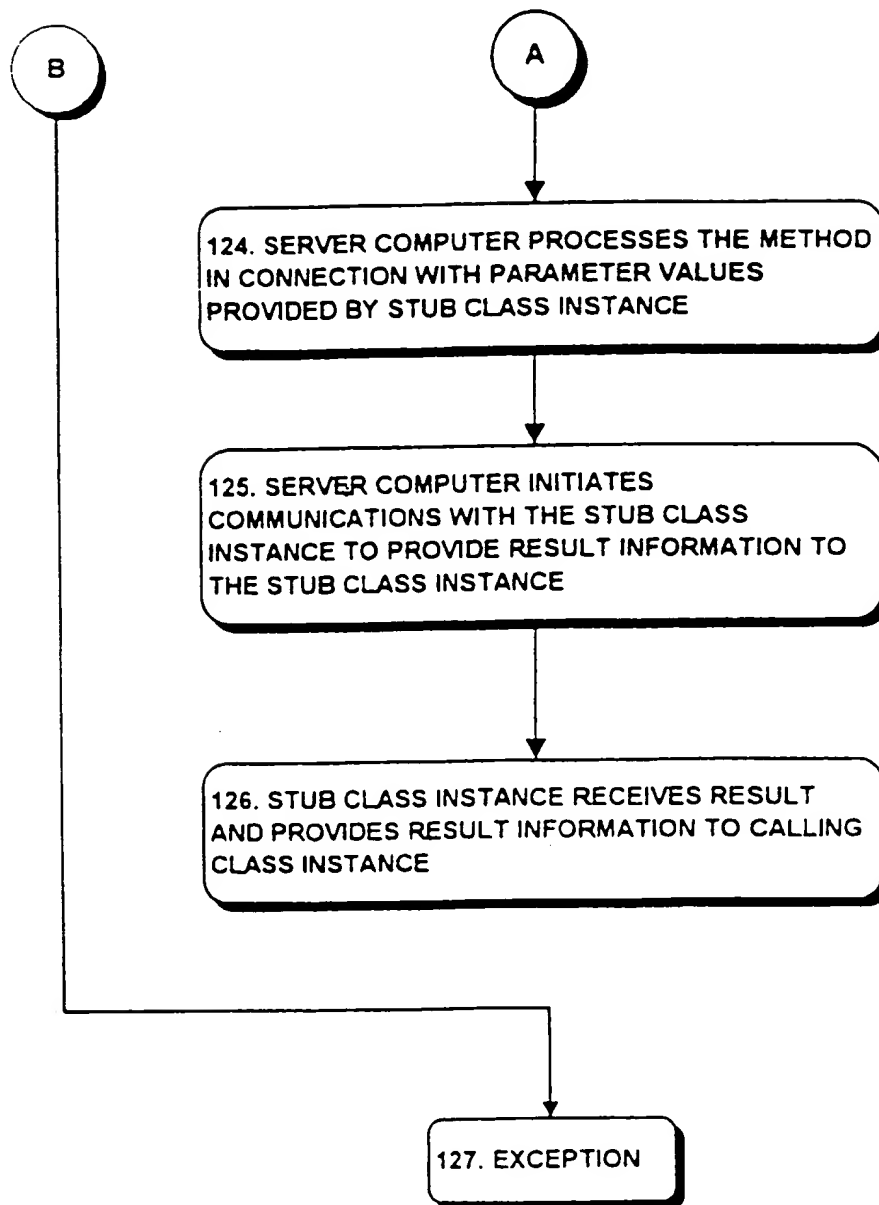 B
A
124. SERVER COMPUTER PROCESSES THE METHOD
IN CONNECTION WITH PARAMETER VALUES
PROVIDED BY STUB CLASS INSTANCE
125. SERVER COMPUTER INITIATES
COMMUNICATIONS WITH THE STUB CLASS
INSTANCE TO PROVIDE RESULT INFORMATION TO
THE STUB CLASS INSTANCE
126. STUB CLASS INSTANCE RECEIVES RESULT
AND PROVIDES RESULT INFORMATION TO CALLING
CLASS INSTANCE
127. EXCEPTION